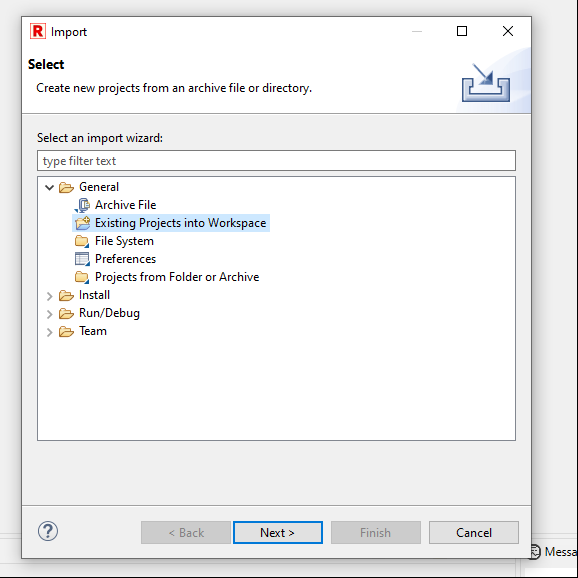 R Import
Select
Create new projects from an archive file or directory.
Select an import wizard:
type filter text
General
Archive File
Existing Projects into Workspace
File System
Preferences
Projects from Folder or Archive
Install
Run/Debug
Team
? < Back Next > Finish Cancel
Messa